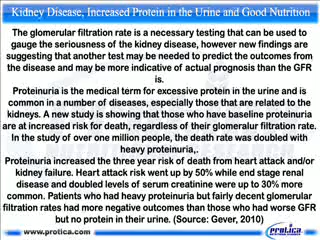 Kidney Disease, Increased Protein in the Urine and Good Nutrition
The glomerular filtration rate is a necessary testing that can be used to
gauge the seriousness of the kidney disease, however new findings are
suggesting that another test may be needed to predict the outcomes from
the disease and may be more indicative of actual prognosis than the GFR
is.
Proteinuria is the medical term for excessive protein in the urine and is
common in a number of diseases, especially those that are related to the
kidneys. A new study is showing that those who have baseline proteinuria
are at increased risk for death, regardless of their glomerular filtration rate.
In the study of over one million people, the death rate was doubled with
heavy proteinuria,.
Proteinuria increased the three year risk of death from heart attack and/or
kidney failure. Heart attack risk went up by 50% while end stage renal
disease and doubled levels of serum creatinine were up to 30% more
common. Patients who had heavy proteinuria but fairly decent glomerular
filtration rates had more negative outcomes than those who had worse GFR
but no protein in their urine. (Source: Gever, 2010)
www.protica.com
protica